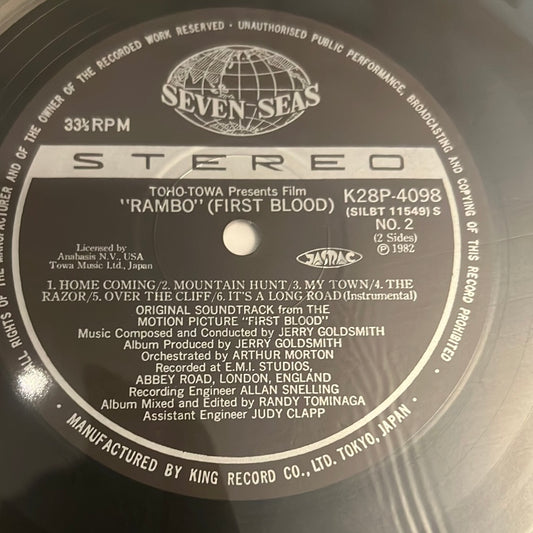 ALL RIGHTS OF THE MANUFACTURER AND OF THE OWNER OF THE RECORDED WORK RESERVED • UNAUTHORISED PUBLIC PERFORMANCE, BROADCASTING AND COPYING OF THIS RECORD PROHIBITED •
SEVEN SEAS
33⅓ RPM
STEREO
TOHO-TOWA Presents Film
"RAMBO" (FIRST BLOOD)
K28P-4098
(SILBT 11549) S
NO. 2
(2 Sides)
Ⓟ 1982
Licensed by
Anabasis N.V., USA
Towa Music Ltd., Japan
JASRAC
1. HOME COMING/2. MOUNTAIN HUNT/3. MY TOWN/4. THE
RAZOR/5. OVER THE CLIFF/6. IT'S A LONG ROAD (Instrumental)
ORIGINAL SOUNDTRACK from THE
MOTION PICTURE "FIRST BLOOD"
Music Composed and Conducted by JERRY GOLDSMITH
Album Produced by JERRY GOLDSMITH
Orchestrated by ARTHUR MORTON
Recorded at E.M.I. STUDIOS,
ABBEY ROAD, LONDON, ENGLAND
Recording Engineer ALLAN SNELLING
Album Mixed and Edited by RANDY TOMINAGA
Assistant Engineer JUDY CLAPP
• MANUFACTURED BY KING RECORD CO., LTD. TOKYO, JAPAN •